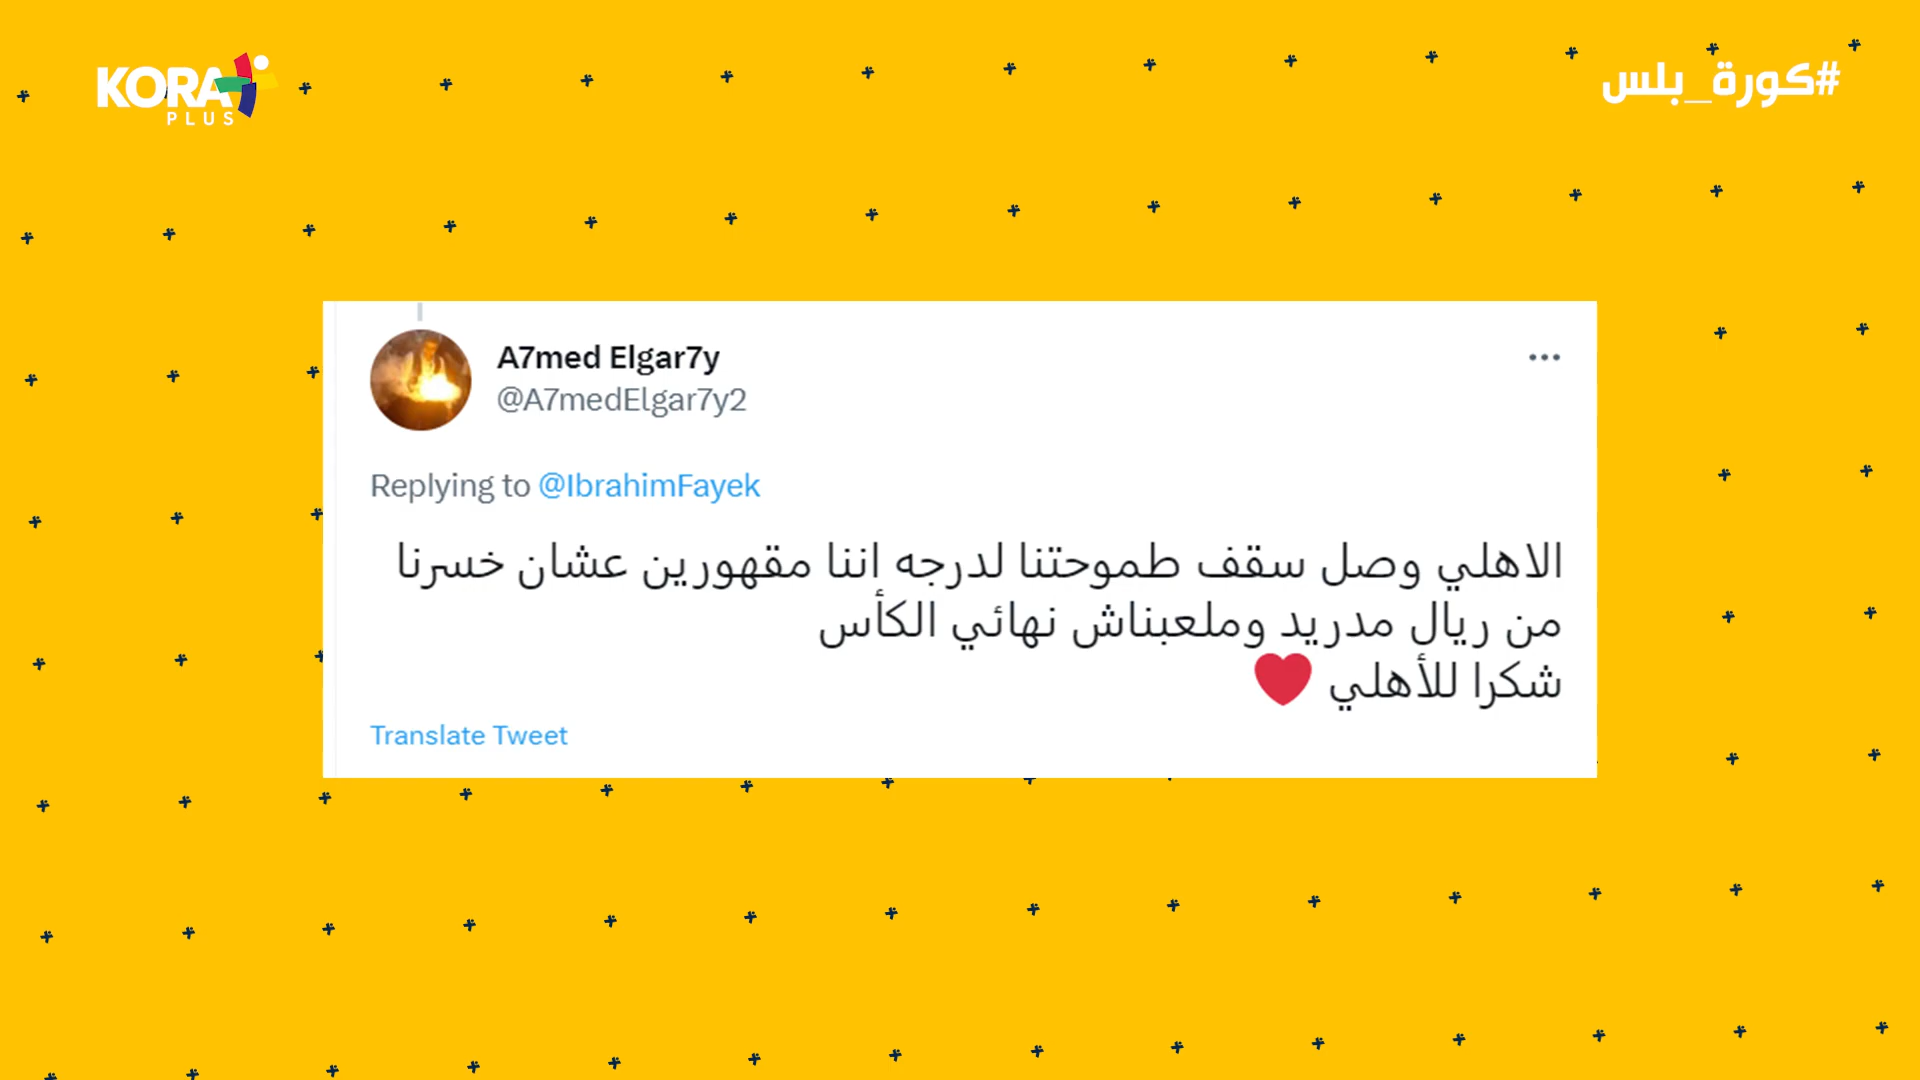 KORA
PLUS
#كورة_بلس
A7med Elgar7y
@A7medElgar7y2
Replying to @IbrahimFayek
الاهلي وصل سقف طموحتنا لدرجه اننا مقهورين عشان خسرنا
من ريال مدريد وملعبناش نهائي الكأس
شكرا للأهلي ❤️
Translate Tweet